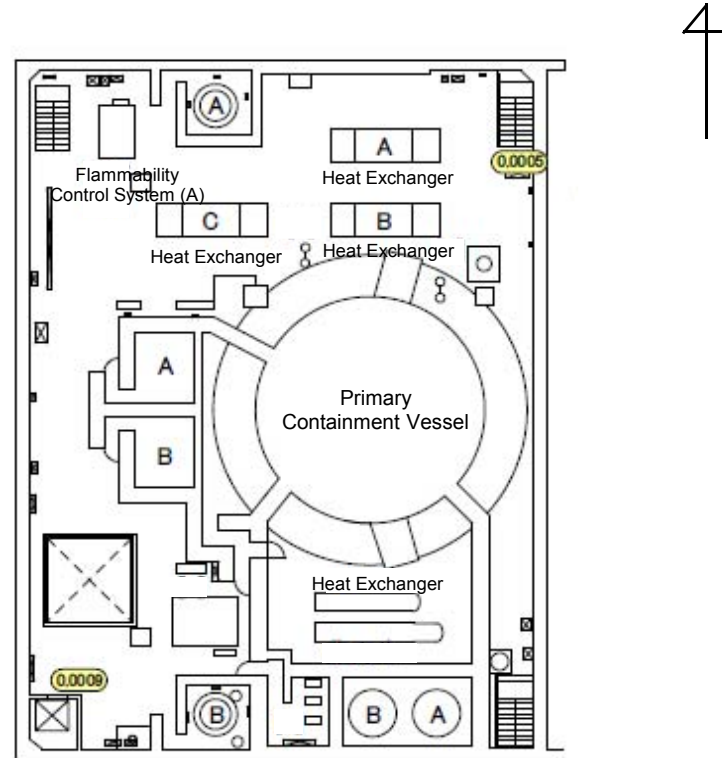 A
A
Heat Exchanger
0.0005
Flammability
Control System (A)
C
Heat Exchanger
B
Heat Exchanger
Primary
Containment Vessel
A
B
Heat Exchanger
0.0009
B
B
A